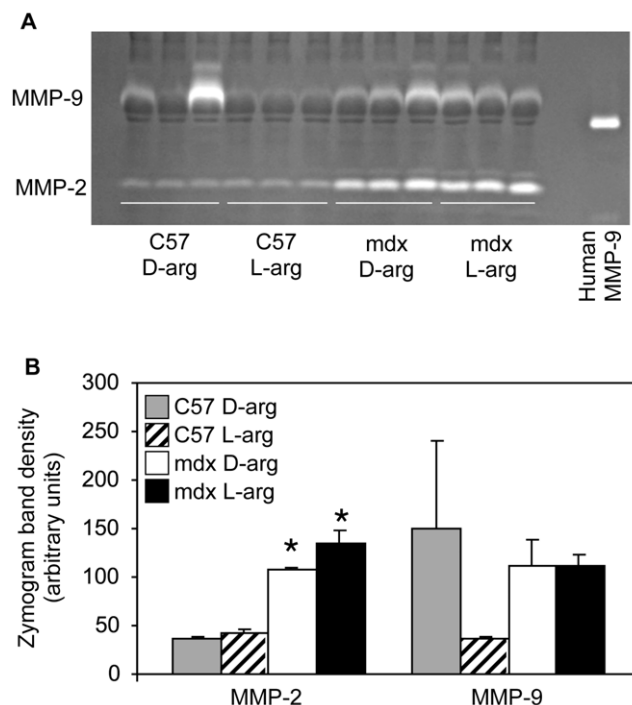 A
MMP-9
MMP-2
C57
D-arg
C57
L-arg
mdx
D-arg
mdx
L-arg
Human
MMP-9
B
Zymogram band density
(arbitrary units)
300
250
200
150
100
50
0
C57 D-arg
C57 L-arg
mdx D-arg
mdx L-arg
*
*
MMP-2
MMP-9